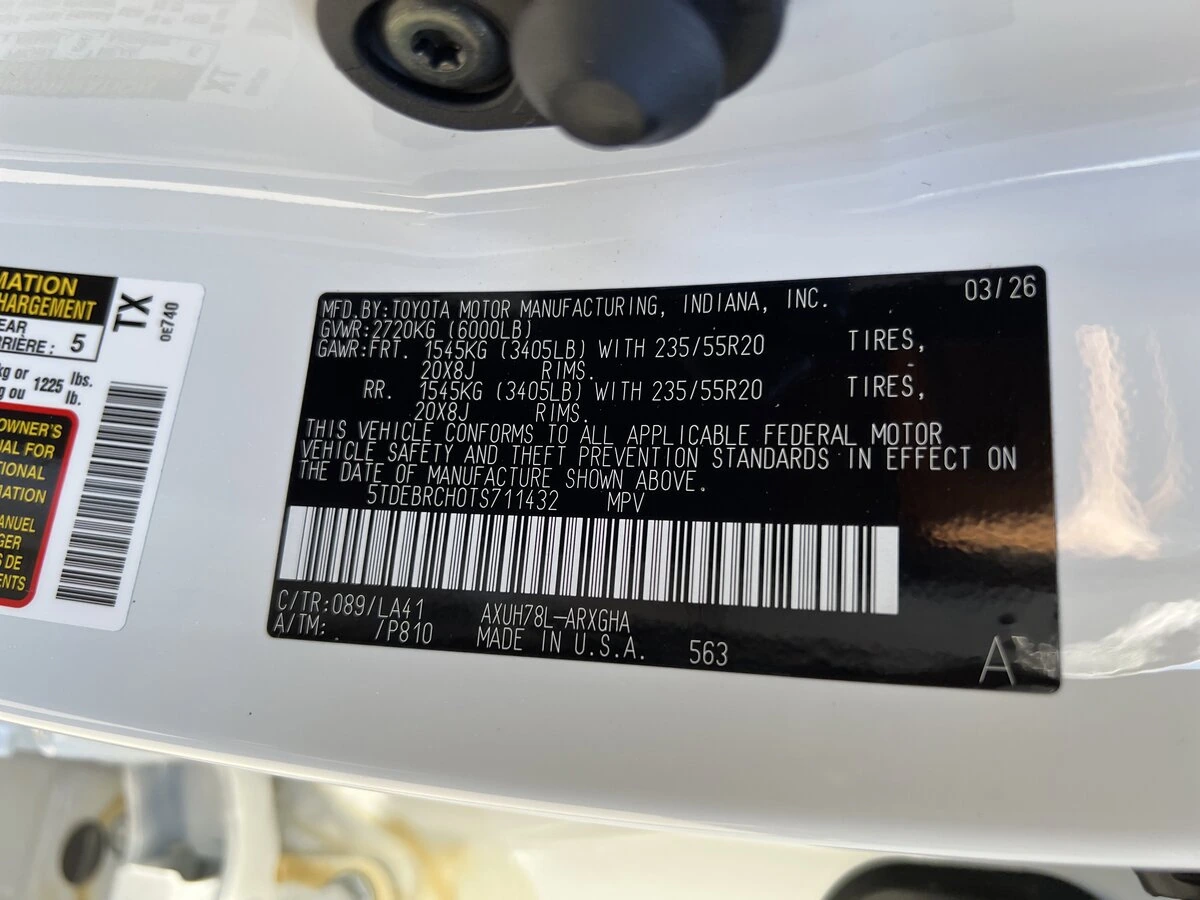 MATION
HARGEMENT
EAR
RRIÈRE : 5
kg or 1225 lbs.
g ou lb.
OWNER'S
UAL FOR
TIONAL
MATION
ANUEL
GER
S DE
ENTS
TX
0E740
MFD.BY:TOYOTA MOTOR MANUFACTURING, INDIANA, INC. 03/26
GVWR:2720KG (6000LB)
GAWR:FRT. 1545KG (3405LB) WITH 235/55R20 TIRES,
20X8J RIMS.
RR. 1545KG (3405LB) WITH 235/55R20 TIRES,
20X8J RIMS.
THIS VEHICLE CONFORMS TO ALL APPLICABLE FEDERAL MOTOR
VEHICLE SAFETY AND THEFT PREVENTION STANDARDS IN EFFECT ON
THE DATE OF MANUFACTURE SHOWN ABOVE.
5TDEBRCH0TS711432 MPV
C/TR:089/LA41 AXUH78L-ARXGHA
A/TM: /P810 MADE IN U.S.A. 563
A